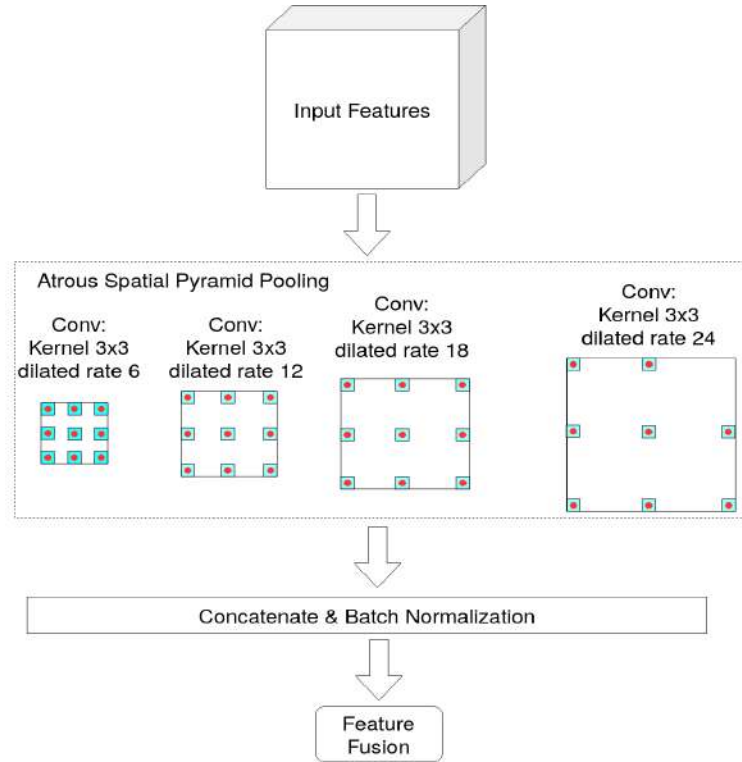 Input Features
Atrous Spatial Pyramid Pooling
Conv:
Kernel 3x3
dilated rate 6
Conv:
Kernel 3x3
dilated rate 12
Conv:
Kernel 3x3
dilated rate 18
Conv:
Kernel 3x3
dilated rate 24
Concatenate & Batch Normalization
Feature
Fusion